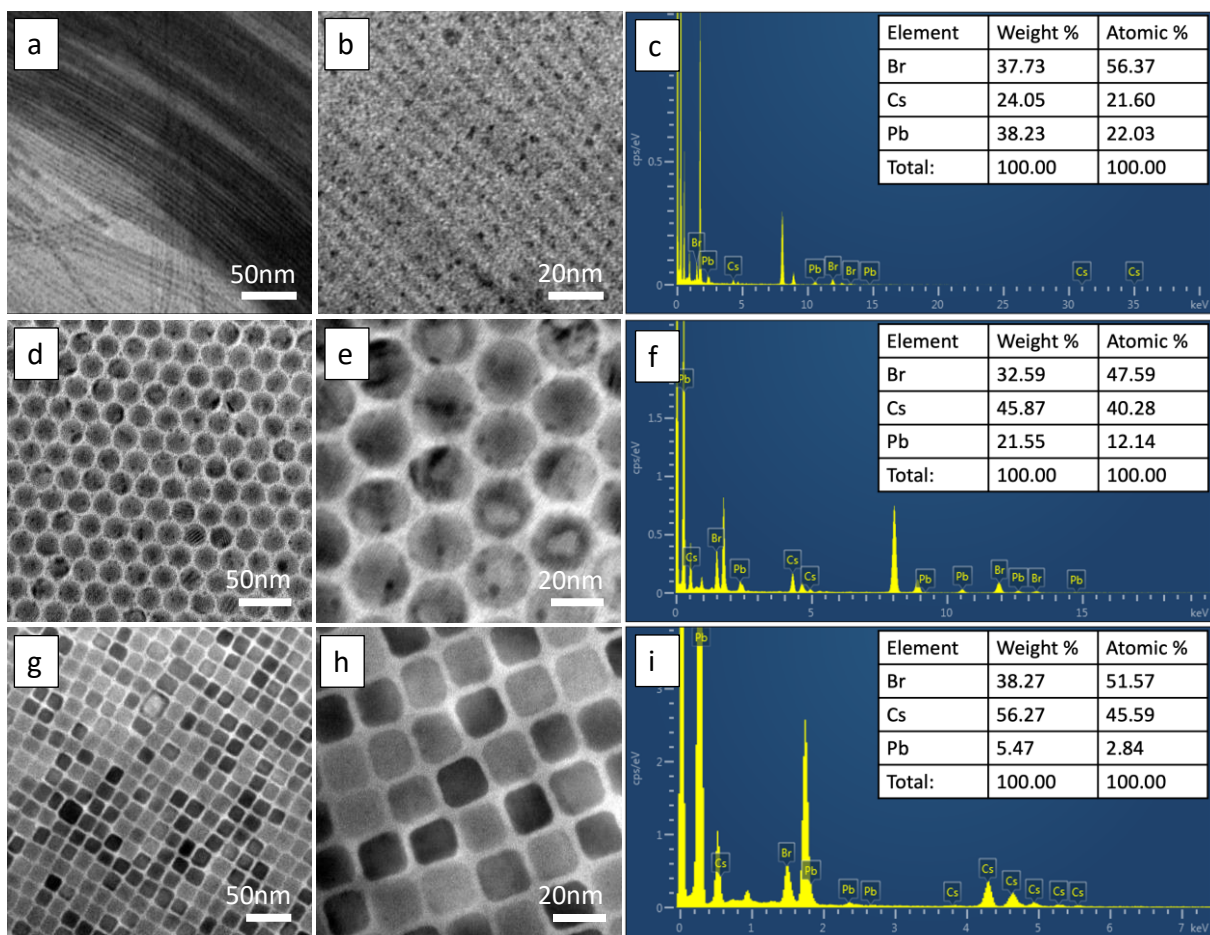 a
50nm
b
20nm
c
Element Weight % Atomic %
Br 37.73 56.37
Cs 24.05 21.60
Pb 38.23 22.03
Total: 100.00 100.00
cps/eV
0.5
0
Br
Pb
Cs
Pb
Br
Br
Pb
Cs
Cs
0 5 10 15 20 25 30 35 keV
d
50nm
e
20nm
f
Element Weight % Atomic %
Br 32.59 47.59
Cs 45.87 40.28
Pb 21.55 12.14
Total: 100.00 100.00
cps/eV
1.5
1
0.5
0
Pb
Cs
Br
Pb
Cs
Cs
Pb
Pb
Br
Pb
Br
Pb
0 5 10 15 keV
g
50nm
h
20nm
i
Element Weight % Atomic %
Br 38.27 51.57
Cs 56.27 45.59
Pb 5.47 2.84
Total: 100.00 100.00
cps/eV
3
2
1
0
Pb
Cs
Br
Pb
Pb
Pb
Cs
Cs
Cs
Cs
Cs
Cs
0 1 2 3 4 5 6 7 keV